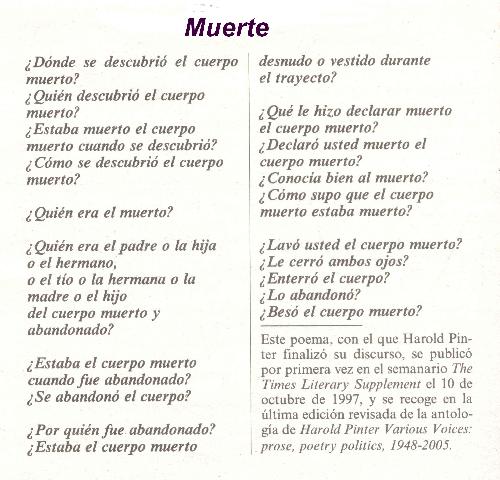 Muerte
¿Dónde se descubrió el cuerpo
muerto?
¿Quién descubrió el cuerpo
muerto?
¿Estaba muerto el cuerpo
muerto cuando se descubrió?
¿Cómo se descubrió el cuerpo
muerto?
¿Quién era el muerto?
¿Quién era el padre o la hija
o el hermano,
o el tío o la hermana o la
madre o el hijo
del cuerpo muerto y
abandonado?
¿Estaba el cuerpo muerto
cuando fue abandonado?
¿Se abandonó el cuerpo?
¿Por quién fue abandonado?
¿Estaba el cuerpo muerto
desnudo o vestido durante
el trayecto?
¿Qué le hizo declarar muerto
el cuerpo muerto?
¿Declaró usted muerto el
cuerpo muerto?
¿Conocía bien al muerto?
¿Cómo supo que el cuerpo
muerto estaba muerto?
¿Lavó usted el cuerpo muerto?
¿Le cerró ambos ojos?
¿Enterró el cuerpo?
¿Lo abandonó?
¿Besó el cuerpo muerto?
Este poema, con el que Harold Pin-
ter finalizó su discurso, se publicó
por primera vez en el semanario The
Times Literary Supplement el 10 de
octubre de 1997, y se recoge en la
última edición revisada de la antolo-
gía de Harold Pinter Various Voices:
prose, poetry politics, 1948-2005.